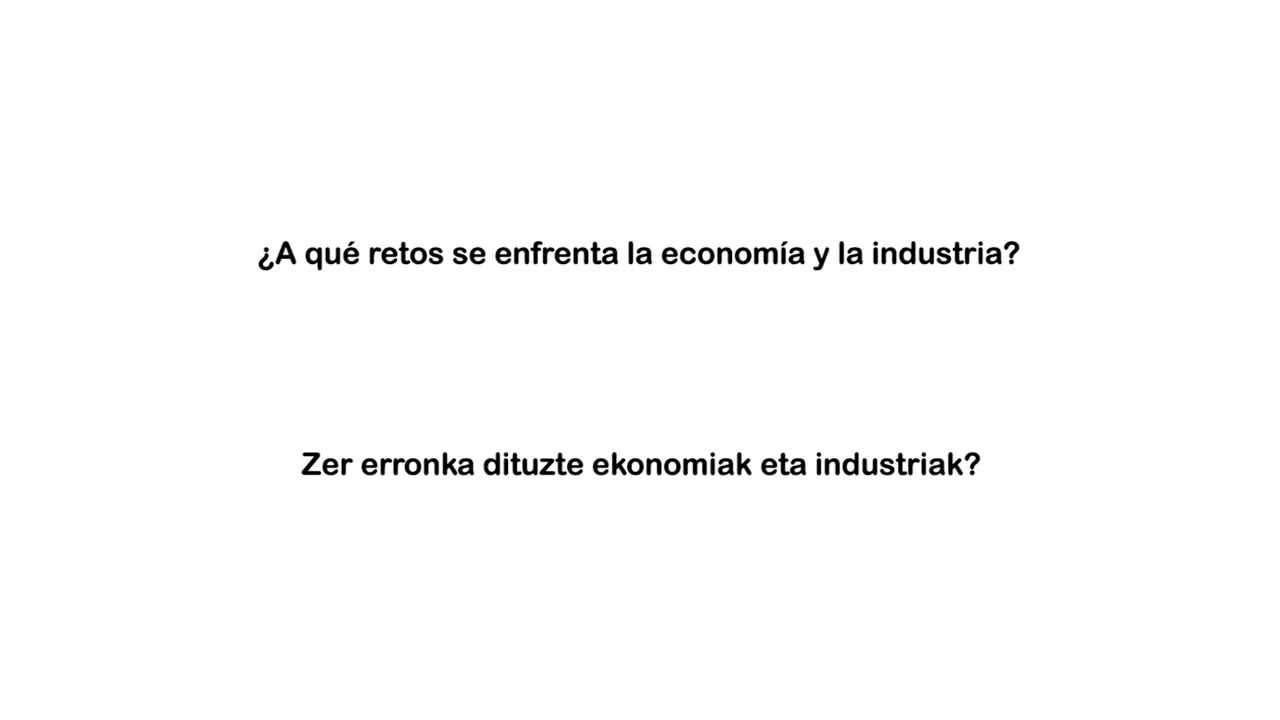 ¿A qué retos se enfrenta la economía y la industria?
Zer erronka dituzte ekonomiak eta industriak?